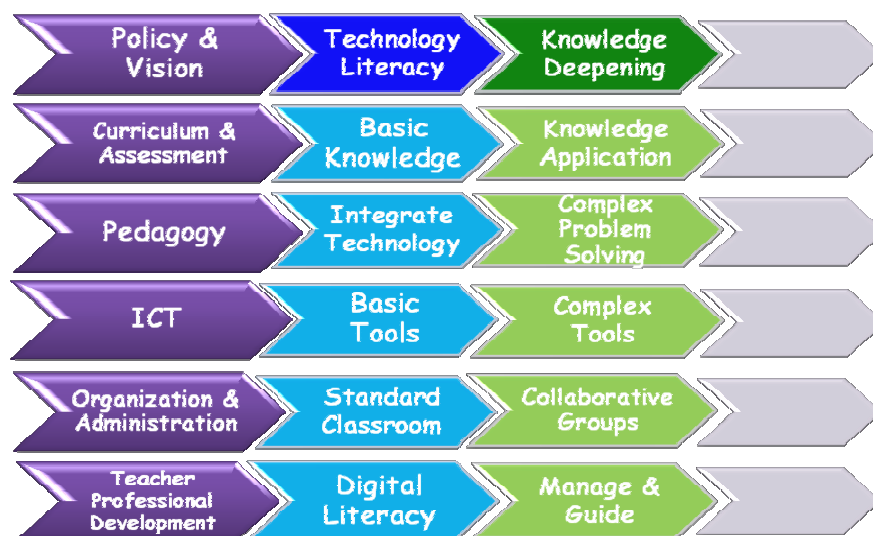 Policy &
Vision
Technology
Literacy
Knowledge
Deepening
Curriculum &
Assessment
Basic
Knowledge
Knowledge
Application
Pedagogy
Integrate
Technology
Complex
Problem
Solving
ICT
Basic
Tools
Complex
Tools
Organization &
Administration
Standard
Classroom
Collaborative
Groups
Teacher
Professional
Development
Digital
Literacy
Manage &
Guide